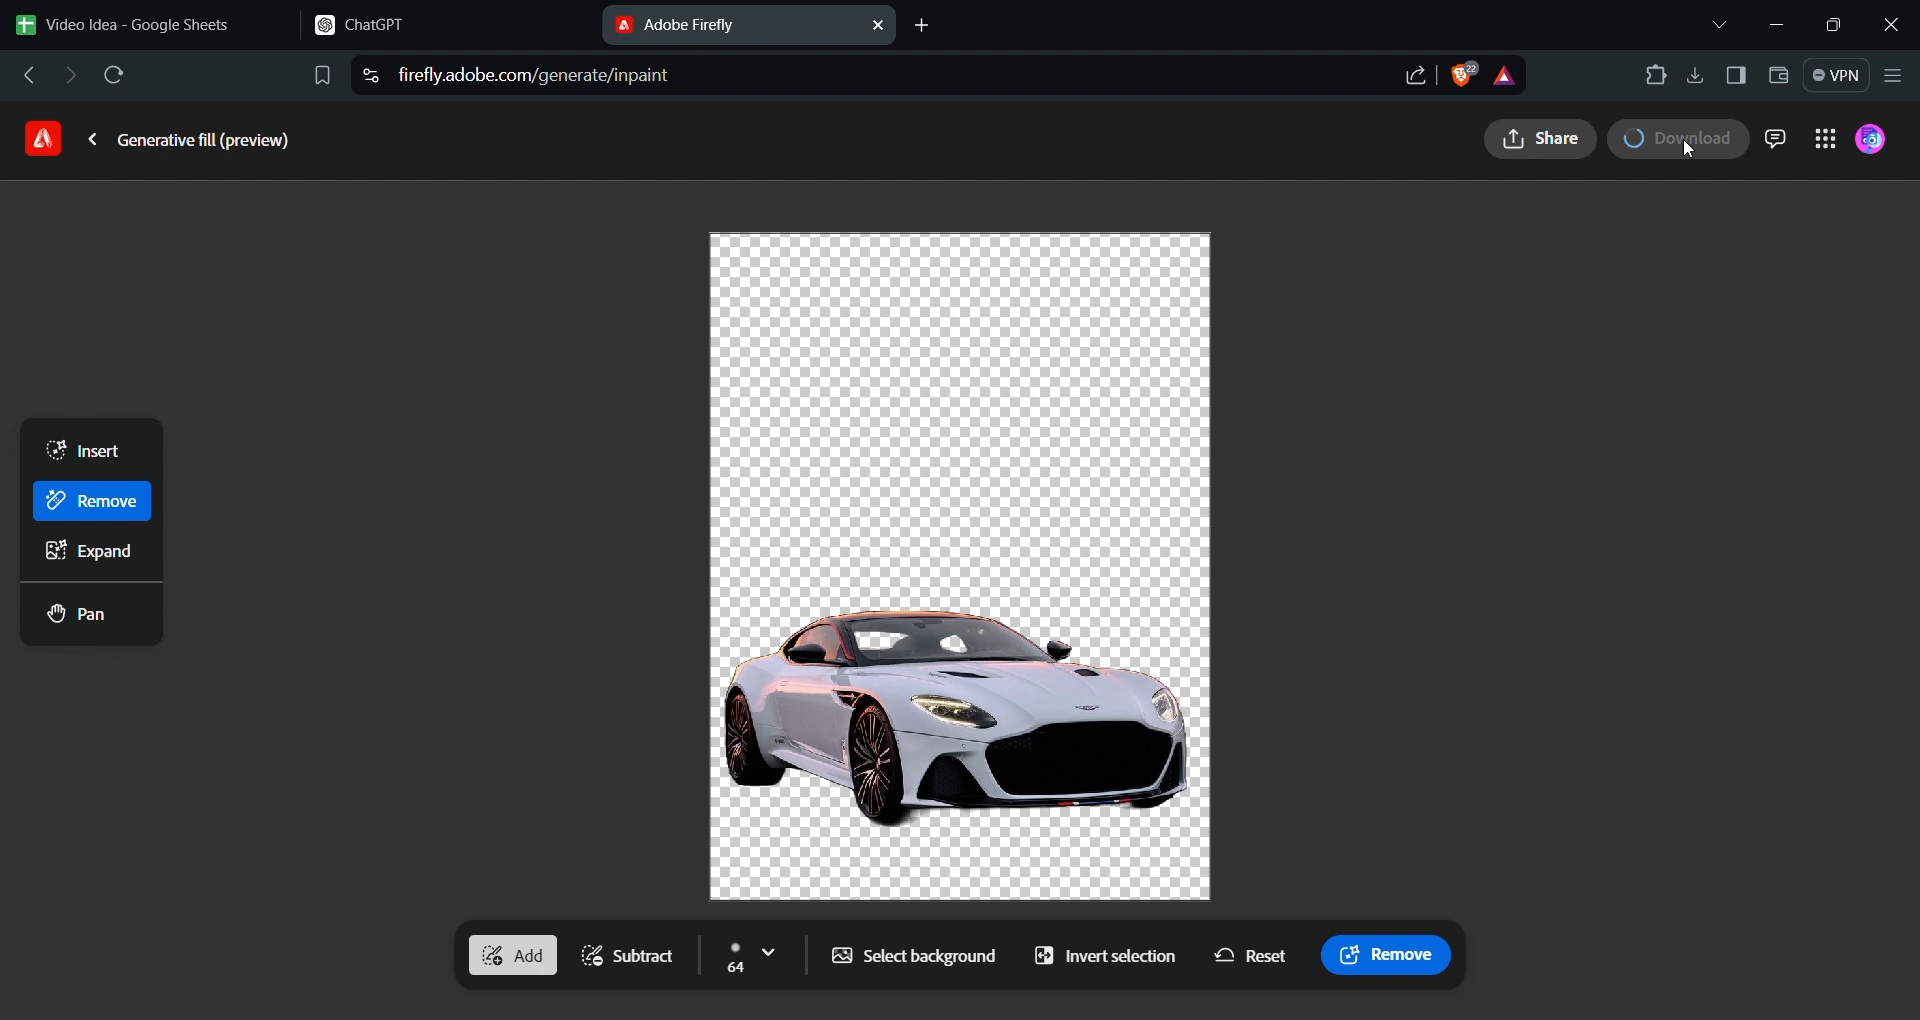 Video Idea - Google Sheets
ChatGPT
Adobe Firefly
firefly.adobe.com/generate/inpaint
22
VPN
Generative fill (preview)
Share
Download
Insert
Remove
Expand
Pan
Add
Subtract
64
Select background
Invert selection
Reset
Remove